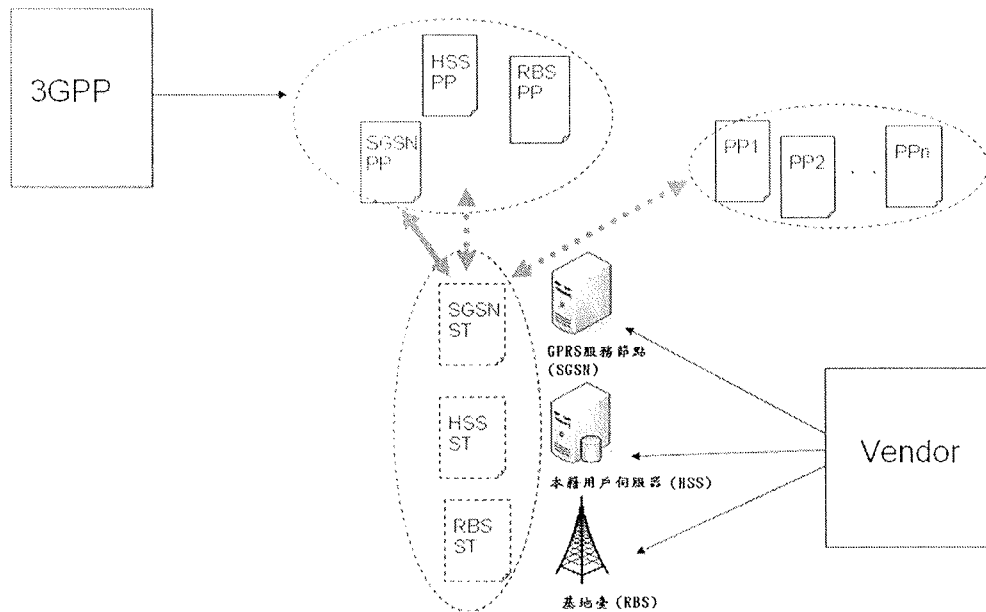 3GPP
HSS
PP
RBS
PP
SGSN
PP
PP1
PP2
. .
PPn
SGSN
ST
GPRS服務節點
(SGSN)
HSS
ST
本籍用戶伺服器 (HSS)
Vendor
RBS
ST
基地臺 (RBS)